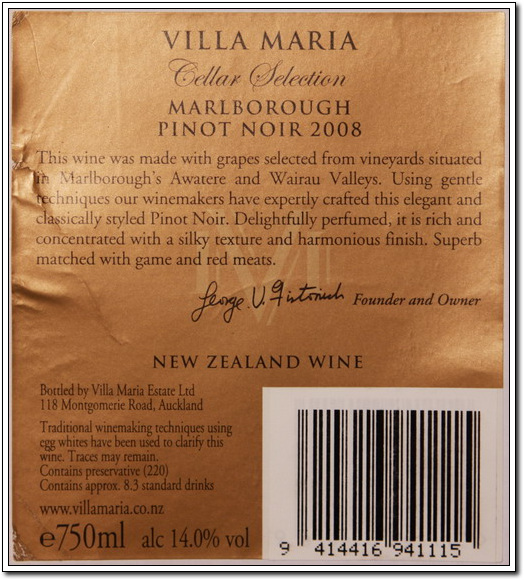 VILLA MARIA
Cellar Selection
MARLBOROUGH
PINOT NOIR 2008
This wine was made with grapes selected from vineyards situated
in Marlborough's Awatere and Wairau Valleys. Using gentle
techniques our winemakers have expertly crafted this elegant and
classically styled Pinot Noir. Delightfully perfumed, it is rich and
concentrated with a silky texture and harmonious finish. Superb
matched with game and red meats.
George V. Fistonich Founder and Owner
NEW ZEALAND WINE
Bottled by Villa Maria Estate Ltd
118 Montgomerie Road, Auckland
Traditional winemaking techniques using
egg whites have been used to clarify this
wine. Traces may remain.
Contains preservative (220)
Contains approx. 8.3 standard drinks
www.villamaria.co.nz
e750ml alc 14.0% vol
9 414416 941115